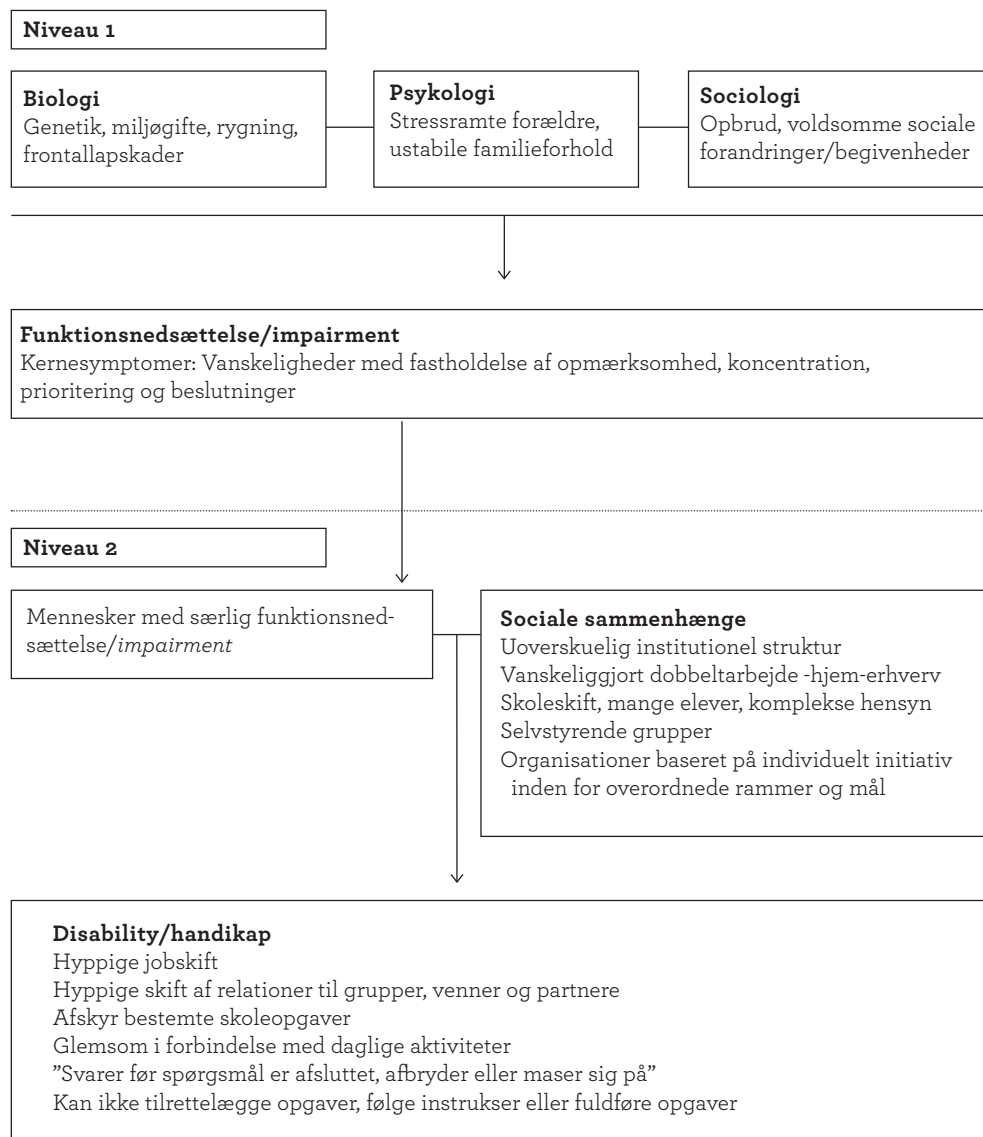 Niveau 1
Biologi
Genetik, miljøgifte, rygning,
frontallapskader
Psykologi
Stressramte forældre,
ustabile familieforhold
Sociologi
Opbrud, voldsomme sociale
forandringer/begivenheder
Funktionsnedsættelse/impairment
Kernesymptomer: Vanskeligheder med fastholdelse af opmærksomhed, koncentration,
prioritering og beslutninger
Niveau 2
Mennesker med særlig funktionsned-
sættelse/impairment
Sociale sammenhænge
Uoverskuelig institutionel struktur
Vanskeliggjort dobbeltarbejde -hjem-erhverv
Skoleskift, mange elever, komplekse hensyn
Selvstyrende grupper
Organisationer baseret på individuelt initiativ
inden for overordnede rammer og mål
Disability/handikap
Hyppige jobskift
Hyppige skift af relationer til grupper, venner og partnere
Afskyr bestemte skoleopgaver
Glemsom i forbindelse med daglige aktiviteter
”Svarer før spørgsmål er afsluttet, afbryder eller maser sig på”
Kan ikke tilrettelægge opgaver, følge instrukser eller fuldføre opgaver